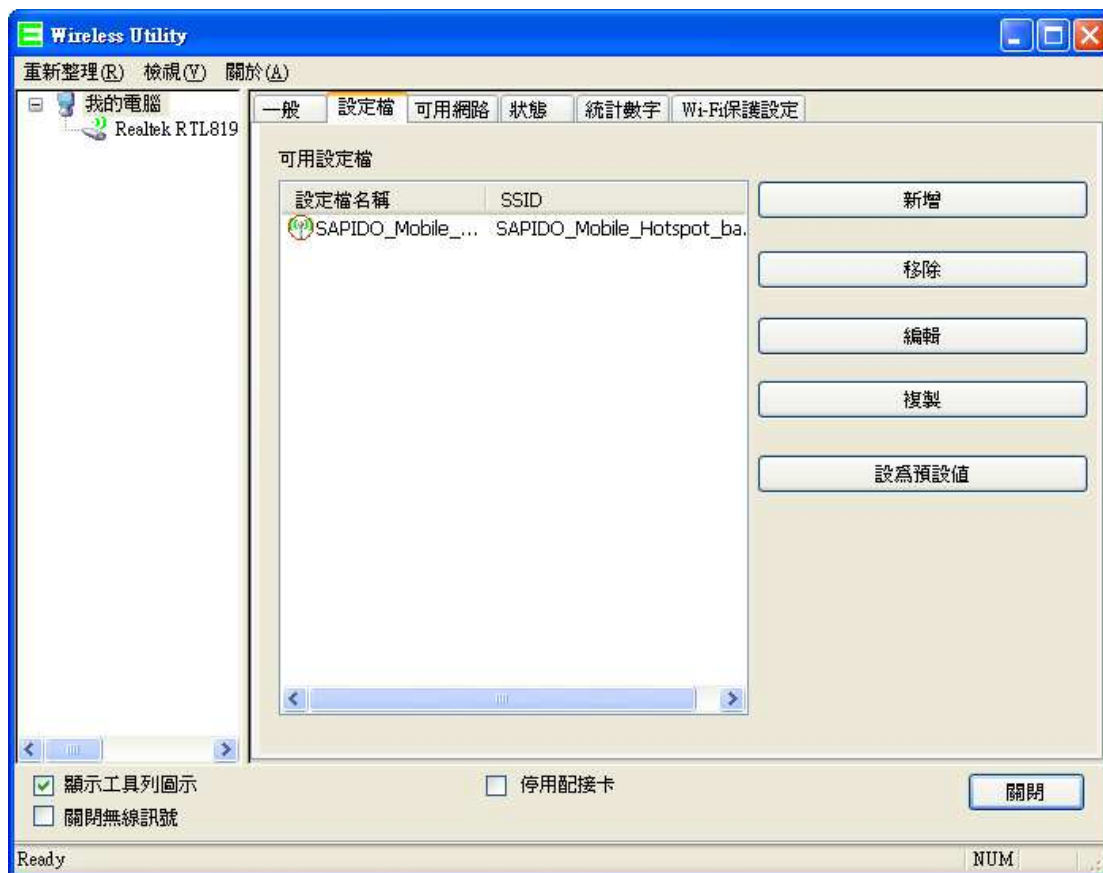 Wireless Utility
重新整理(R) 檢視(V) 關於(A)
我的電腦
Realtek RTL819
一般 設定檔 可用網路 狀態 統計數字 Wi-Fi保護設定
可用設定檔
設定檔名稱 SSID
SAPIDO_Mobile_... SAPIDO_Mobile_Hotspot_ba.
新增
移除
編輯
複製
設為預設值
顯示工具列圖示
停用配接卡
關閉無線訊號
關閉
Ready NUM